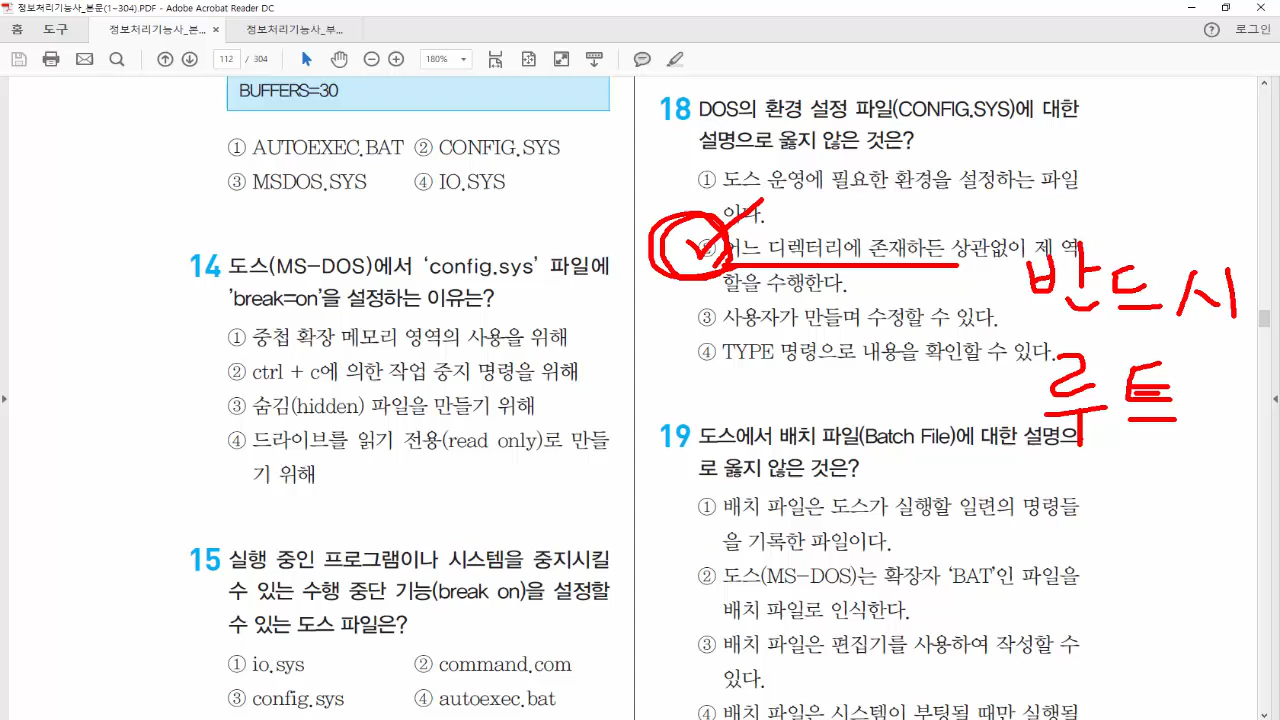 정보처리기능사_본문(1~304).PDF - Adobe Acrobat Reader DC
홈 도구 정보처리기능사_본... × 정보처리기능사_부... 로그인
112 / 304 180%
BUFFERS=30
① AUTOEXEC.BAT ② CONFIG.SYS
③ MSDOS.SYS ④ IO.SYS
14 도스(MS-DOS)에서 ‘config.sys’ 파일에
'break=on'을 설정하는 이유는?
① 중첩 확장 메모리 영역의 사용을 위해
② ctrl + c에 의한 작업 중지 명령을 위해
③ 숨김(hidden) 파일을 만들기 위해
④ 드라이브를 읽기 전용(read only)로 만들
기 위해
15 실행 중인 프로그램이나 시스템을 중지시킬
수 있는 수행 중단 기능(break on)을 설정할
수 있는 도스 파일은?
① io.sys ② command.com
③ config.sys ④ autoexec.bat
18 DOS의 환경 설정 파일(CONFIG.SYS)에 대한
설명으로 옳지 않은 것은?
① 도스 운영에 필요한 환경을 설정하는 파일
이다.
② 어느 디렉터리에 존재하든 상관없이 제 역
할을 수행한다.
③ 사용자가 만들며 수정할 수 있다.
④ TYPE 명령으로 내용을 확인할 수 있다.
반드시
루트
19 도스에서 배치 파일(Batch File)에 대한 설명으
로 옳지 않은 것은?
① 배치 파일은 도스가 실행할 일련의 명령들
을 기록한 파일이다.
② 도스(MS-DOS)는 확장자 ‘BAT’인 파일을
배치 파일로 인식한다.
③ 배치 파일은 편집기를 사용하여 작성할 수
있다.
④ 배치 파일은 시스템이 부팅될 때만 실행된